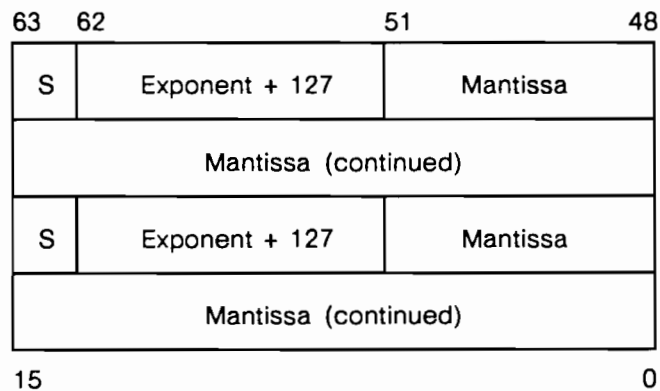 63 62 51 48
S Exponent + 127 Mantissa
Mantissa (continued)
S Exponent + 127 Mantissa
Mantissa (continued)
15 0